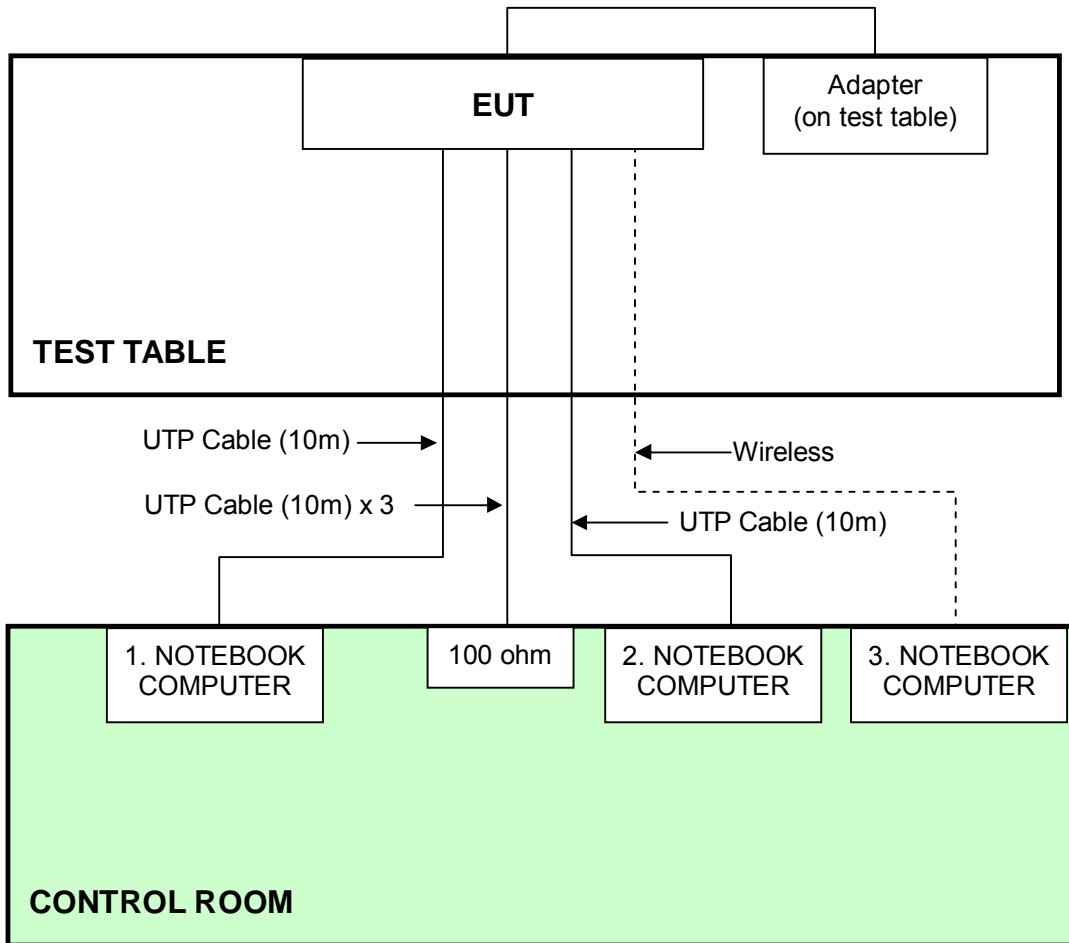 EUT
Adapter
(on test table)
TEST TABLE
UTP Cable (10m)
Wireless
UTP Cable (10m) x 3
UTP Cable (10m)
1. NOTEBOOK
COMPUTER
100 ohm
2. NOTEBOOK
COMPUTER
3. NOTEBOOK
COMPUTER
CONTROL ROOM